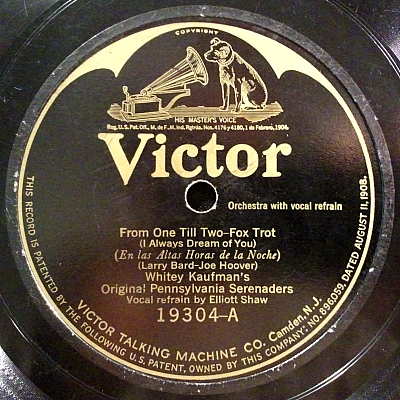 COPYRIGHT
HIS MASTER'S VOICE
Reg. U.S. Pat. Off., M. de F. M. Ind. Rgtrda. Nos. 4176 y 4180, 1 de Febrero, 1904
Victor
Orchestra with vocal refrain
From One Till Two-Fox Trot
(I Always Dream of You)
(En las Altas Horas de la Noche)
(Larry Bard-Joe Hoover)
Whitey Kaufman's
Original Pennsylvania Serenaders
Vocal refrain by Elliott Shaw
19304-A
VICTOR TALKING MACHINE CO. Camden, N.J.
THIS RECORD IS PATENTED BY THE FOLLOWING U.S. PATENT, OWNED BY THIS COMPANY; NO. 896059, DATED AUGUST 11, 1908.